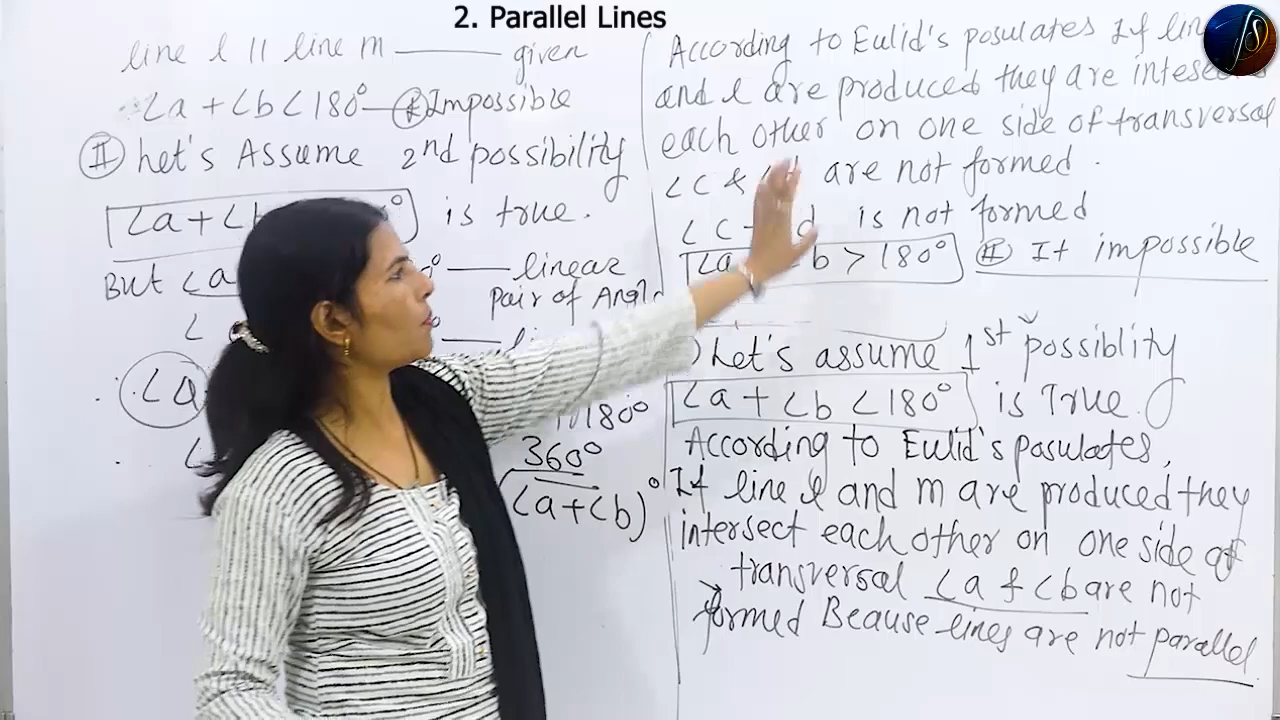 2. Parallel Lines
line l || line m — given
∠a + ∠b < 180° — Ⓘ Impossible
Ⓘ Let's Assume 2nd possibility
∠a + ∠b ° is true.
But ∠a ° — linear
pair of Angle
∠
∠a
180°
∠ 360°
(∠a + ∠b)°
According to Eulid's posulates If line
and l are produced they are
each other on one side of transversal
∠c & ∠d are not formed.
∠c + ∠d is not formed
∠a ∠b > 180° Ⓘ It impossible
Let's assume 1st possiblity
∠a + ∠b < 180° is True.
According to Eulid's pasulates,
If line l and m are produced they
intersect each other on one side of
transversal ∠a & ∠b are not
formed Beause lines are not parallel